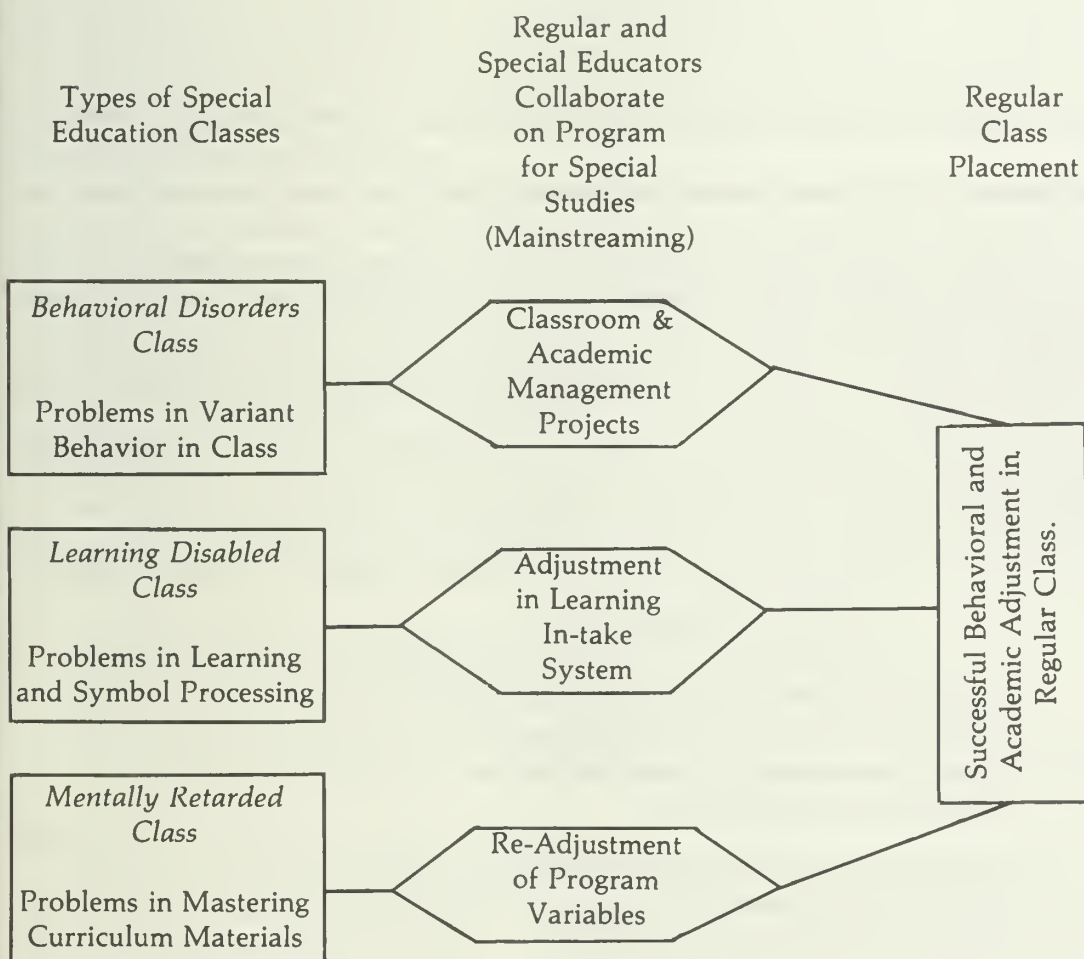 Types of Special
Education Classes
Regular and
Special Educators
Collaborate
on Program
for Special
Studies
(Mainstreaming)
Regular
Class
Placement
Behavioral Disorders
Class
Problems in Variant
Behavior in Class
Classroom &
Academic
Management
Projects
Learning Disabled
Class
Problems in Learning
and Symbol Processing
Adjustment
in Learning
In-take
System
Mentally Retarded
Class
Problems in Mastering
Curriculum Materials
Re-Adjustment
of Program
Variables
Successful Behavioral and
Academic Adjustment in.
Regular Class.